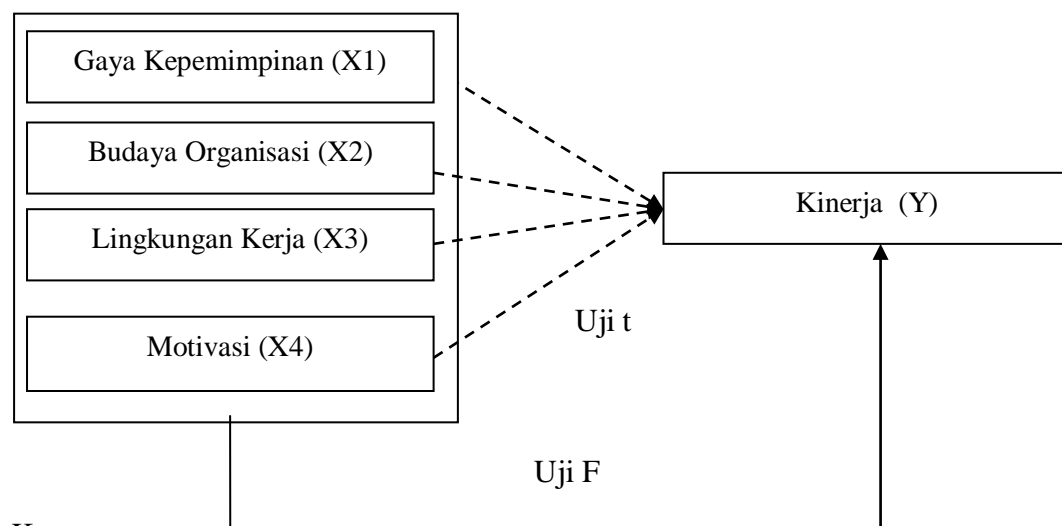 Gaya Kepemimpinan (X1)
Budaya Organisasi (X2)
Lingkungan Kerja (X3)
Motivasi (X4)
Kinerja (Y)
Uji t
Uji F